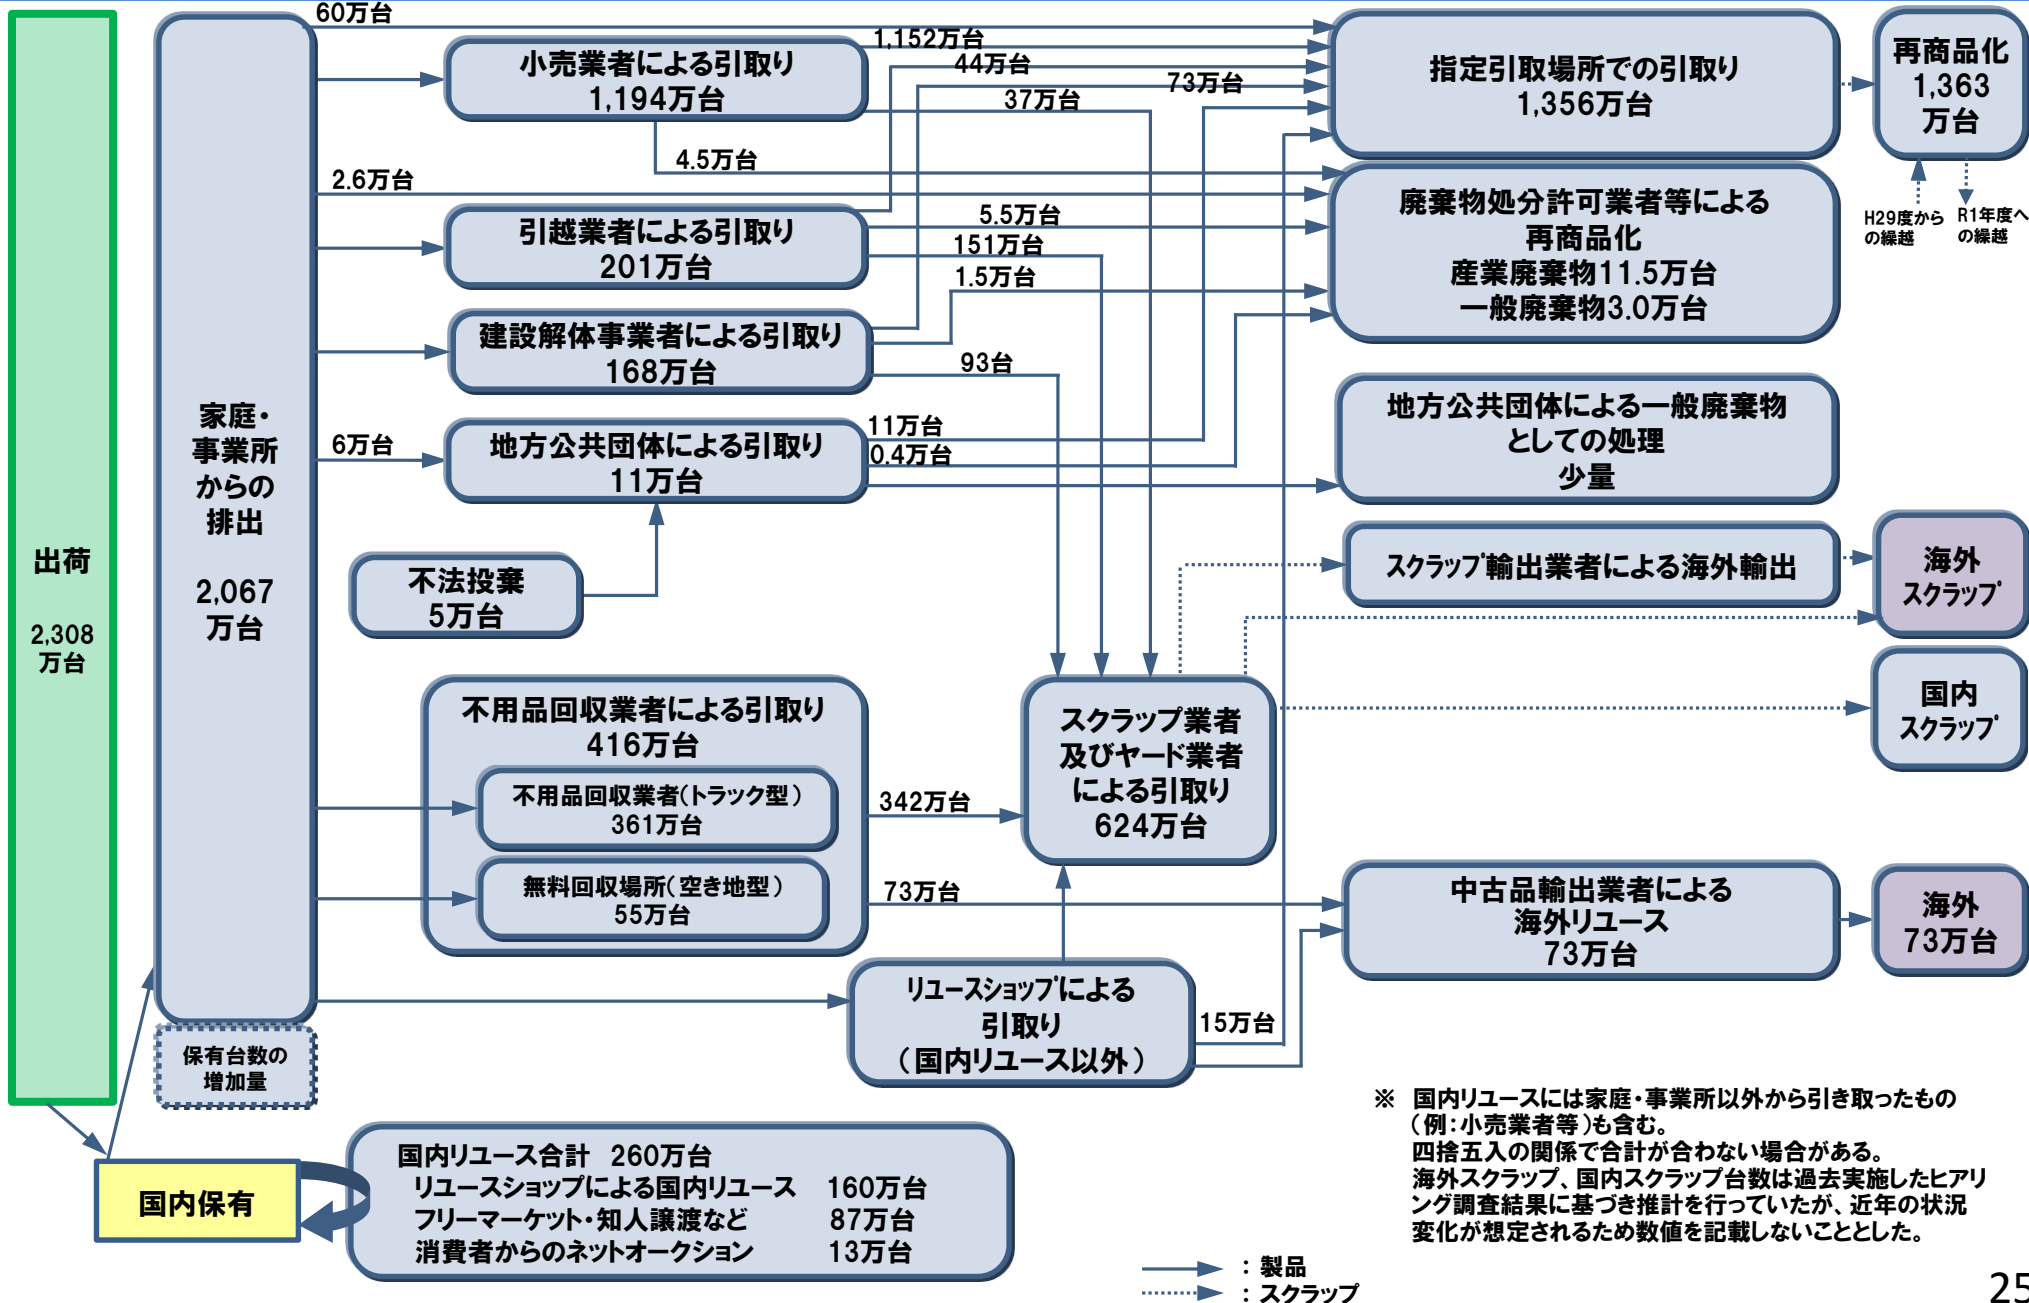 出荷
2,308
万台
家庭・
事業所
からの
排出
2,067
万台
保有台数の
増加量
国内保有
60万台
小売業者による引取り
1,194万台
1,152万台
44万台
73万台
37万台
4.5万台
2.6万台
引越業者による引取り
201万台
5.5万台
151万台
1.5万台
建設解体事業者による引取り
168万台
93台
6万台
地方公共団体による引取り
11万台
11万台
0.4万台
不法投棄
5万台
不用品回収業者による引取り
416万台
不用品回収業者(トラック型)
361万台
無料回収場所(空き地型)
55万台
342万台
73万台
スクラップ業者
及びヤード業者
による引取り
624万台
リユースショップによる
引取り
(国内リユース以外)
15万台
指定引取場所での引取り
1,356万台
再商品化
1,363
万台
H29度から
の繰越
R1年度へ
の繰越
廃棄物処分許可業者等による
再商品化
産業廃棄物11.5万台
一般廃棄物3.0万台
地方公共団体による一般廃棄物
としての処理
少量
スクラップ輸出業者による海外輸出
海外
スクラップ
国内
スクラップ
中古品輸出業者による
海外リユース
73万台
海外
73万台
国内リユース合計 260万台
リユースショップによる国内リユース 160万台
フリーマーケット・知人譲渡など 87万台
消費者からのネットオークション 13万台
※ 国内リユースには家庭・事業所以外から引き取ったもの
(例:小売業者等)も含む。
四捨五入の関係で合計が合わない場合がある。
海外スクラップ、国内スクラップ台数は過去実施したヒアリ
ング調査結果に基づき推計を行っていたが、近年の状況
変化が想定されるため数値を記載しないこととした。
:製品
:スクラップ
25